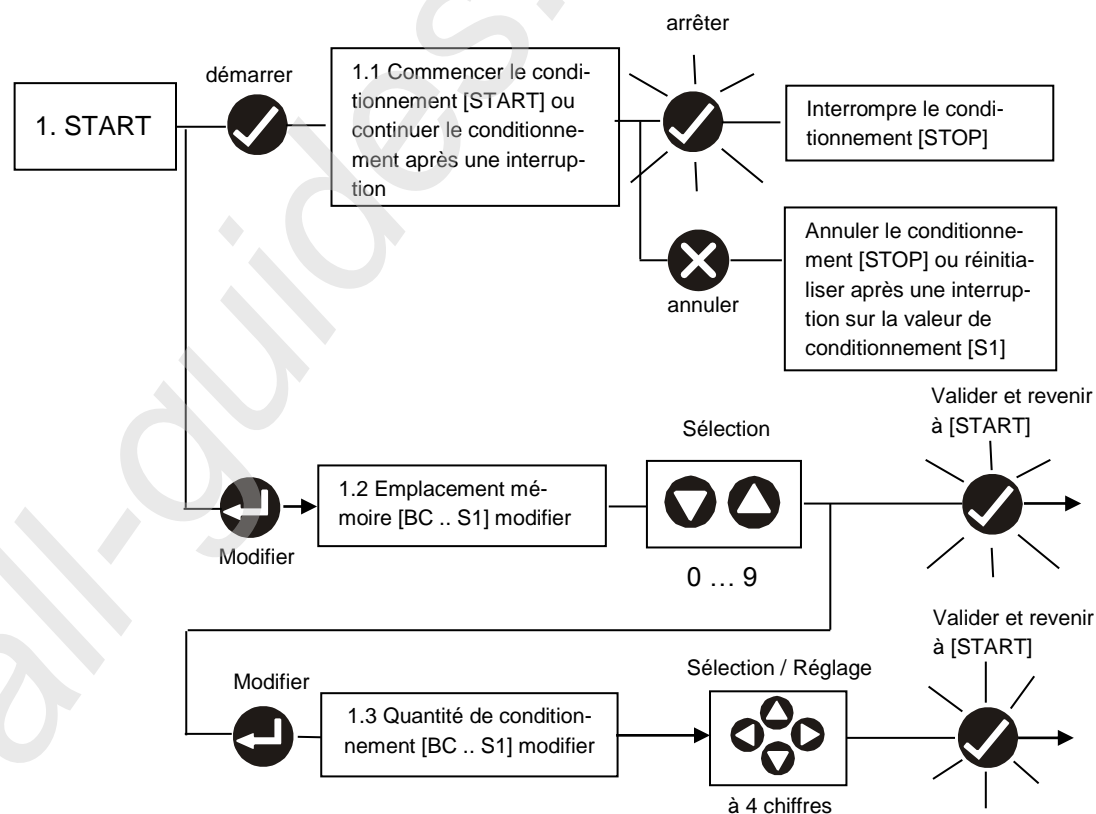 arrêter
démarrer
1. START
1.1 Commencer le condi-
tionnement [START] ou
continuer le conditionne-
ment après une interrup-
tion
Interrompre le condi-
tionnement [STOP]
annuler
Annuler le conditionne-
ment [STOP] ou réinitia-
liser après une interrup-
tion sur la valeur de
conditionnement [S1]
Modifier
1.2 Emplacement mé-
moire [BC .. S1] modifier
Sélection
0 … 9
Valider et revenir
à [START]
Modifier
1.3 Quantité de condition-
nement [BC .. S1] modifier
Sélection / Réglage
à 4 chiffres
Valider et revenir
à [START]
all-guides.